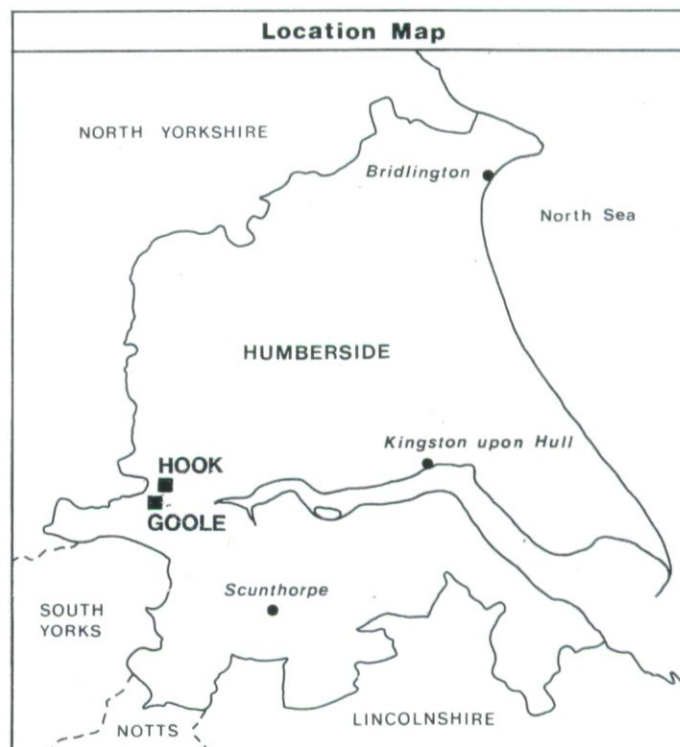 Location Map
NORTH YORKSHIRE
Bridlington
North Sea
HUMBERSIDE
Kingston upon Hull
HOOK
GOOLE
Scunthorpe
SOUTH
YORKS
NOTTS
LINCOLNSHIRE